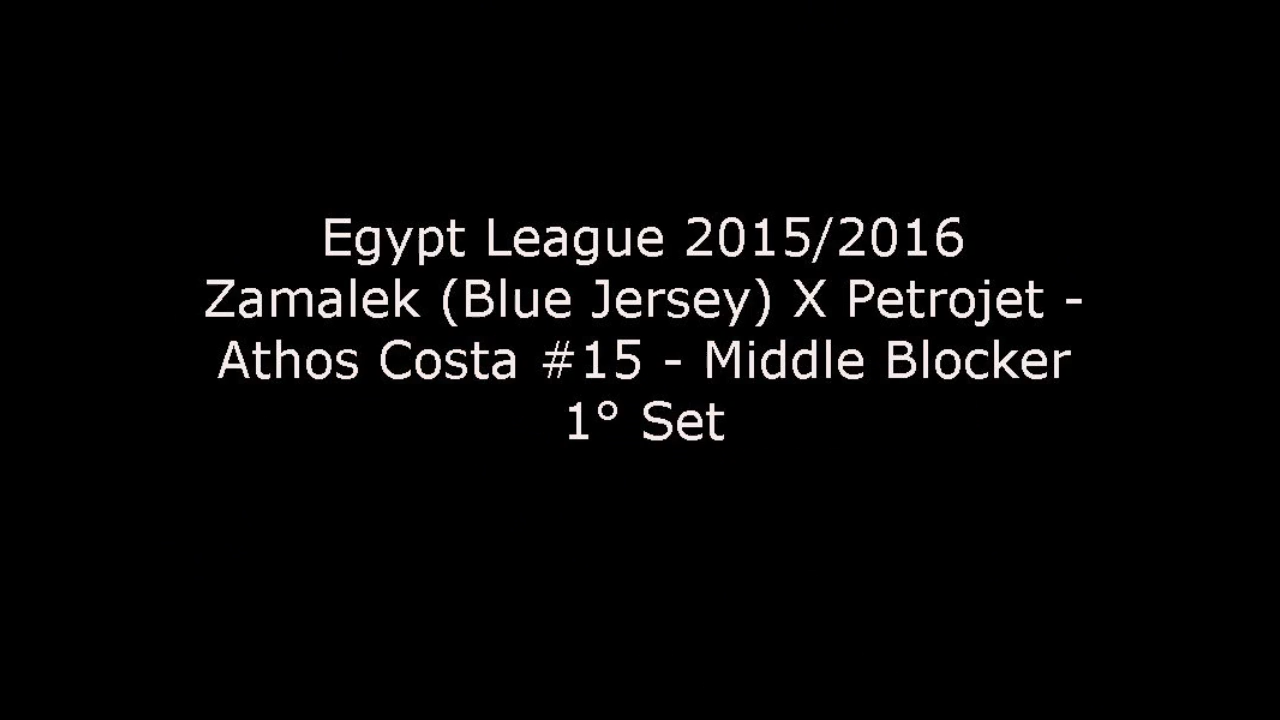 Egypt League 2015/2016
Zamalek (Blue Jersey) X Petrojet -
Athos Costa #15 - Middle Blocker
1° Set